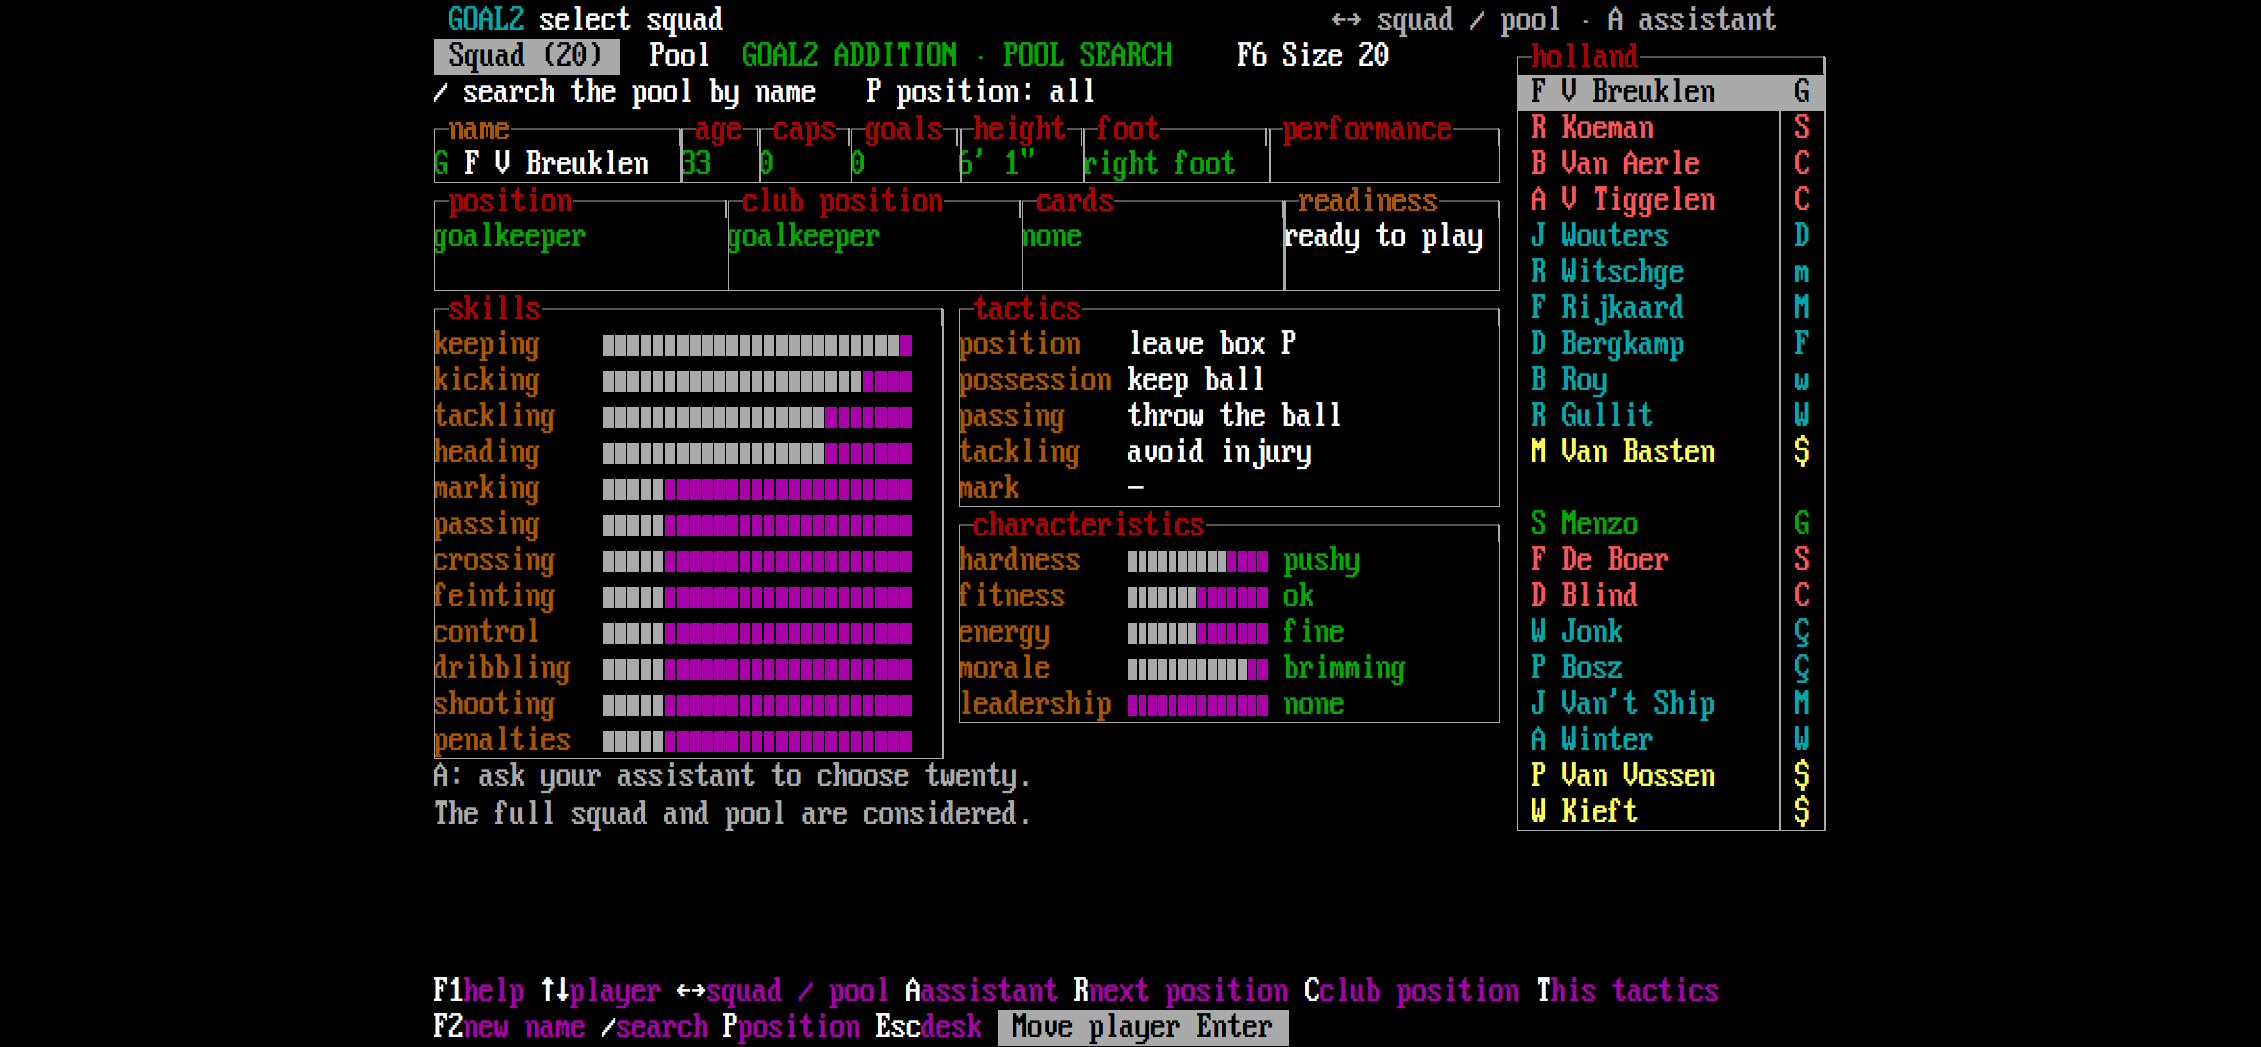 GOAL2 select squad ↔ squad / pool · A assistant
Squad (20) Pool GOAL2 ADDITION · POOL SEARCH F6 Size 20
/ search the pool by name P position: all
name age caps goals height foot performance
G F V Breuklen 33 0 0 6' 1" right foot
position club position cards readiness
goalkeeper goalkeeper none ready to play
skills
keeping
kicking
tackling
heading
marking
passing
crossing
feinting
control
dribbling
shooting
penalties
tactics
position leave box P
possession keep ball
passing throw the ball
tackling avoid injury
mark –
characteristics
hardness pushy
fitness ok
energy fine
morale brimming
leadership none
A: ask your assistant to choose twenty.
The full squad and pool are considered.
holland
F V Breuklen G
R Koeman S
B Van Aerle C
A V Tiggelen C
J Wouters D
R Witschge m
F Rijkaard M
D Bergkamp F
B Roy w
R Gullit W
M Van Basten $
S Menzo G
F De Boer S
D Blind C
W Jonk Ç
P Bosz Ç
J Van't Ship M
A Winter W
P Van Vossen $
W Kieft $
F1help ↑↓player ↔squad / pool Aassistant Rnext position Cclub position This tactics
F2new name /search Pposition Escdesk Move player Enter